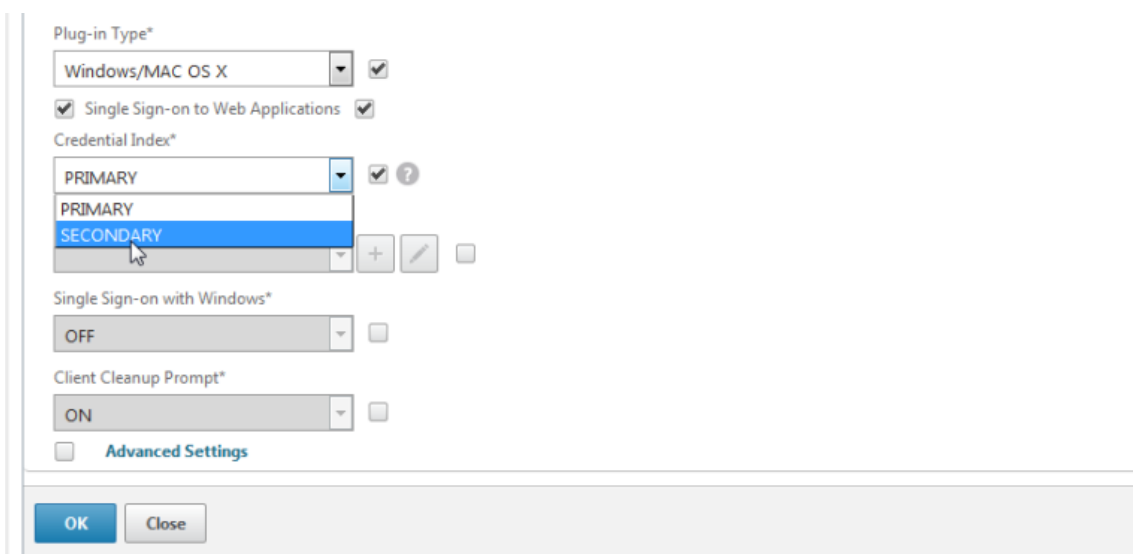 Plug-in Type*
Windows/MAC OS X
Single Sign-on to Web Applications
Credential Index*
PRIMARY
?
PRIMARY
SECONDARY
+
Single Sign-on with Windows*
OFF
Client Cleanup Prompt*
ON
Advanced Settings
OK Close